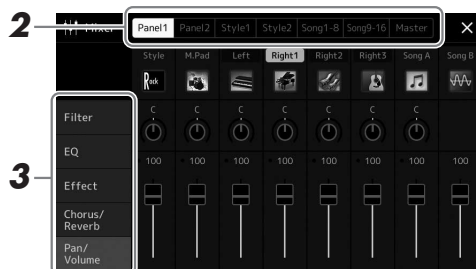 2
Mixer
Panel1 Panel2 Style1 Style2 Song1-8 Song9-16 Master ×
Style M.Pad Left Right1 Right2 Right3 Song A Song B
Rock
3
Filter
EQ
Effect
Chorus/
Reverb
Pan/
Volume
C C C C C C C
100 100 100 100 100 100 100 100